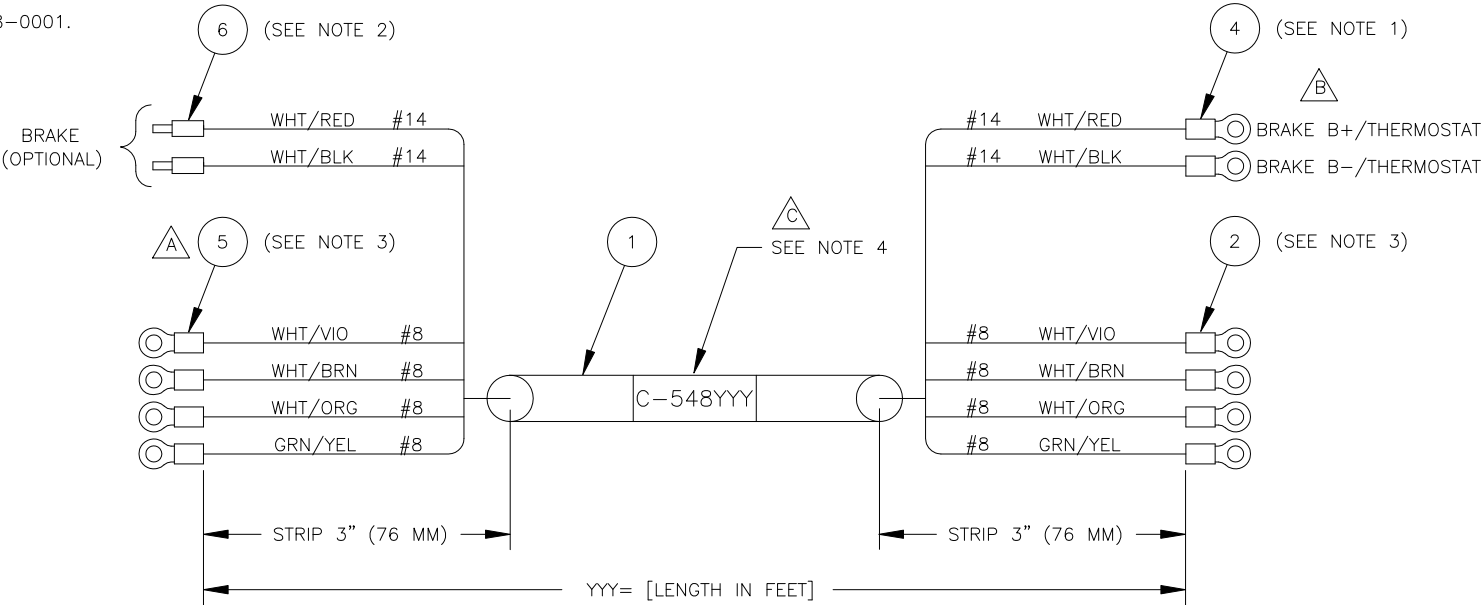 3-0001.
6 (SEE NOTE 2)
4 (SEE NOTE 1)
B
BRAKE
(OPTIONAL)
WHT/RED #14
WHT/BLK #14
#14 WHT/RED
BRAKE B+/THERMOSTAT
#14 WHT/BLK
BRAKE B-/THERMOSTAT
A 5 (SEE NOTE 3)
1
C
SEE NOTE 4
2 (SEE NOTE 3)
WHT/VIO #8
WHT/BRN #8
WHT/ORG #8
GRN/YEL #8
C-548YYY
#8 WHT/VIO
#8 WHT/BRN
#8 WHT/ORG
#8 GRN/YEL
STRIP 3" (76 MM)
STRIP 3" (76 MM)
YYY= [LENGTH IN FEET]